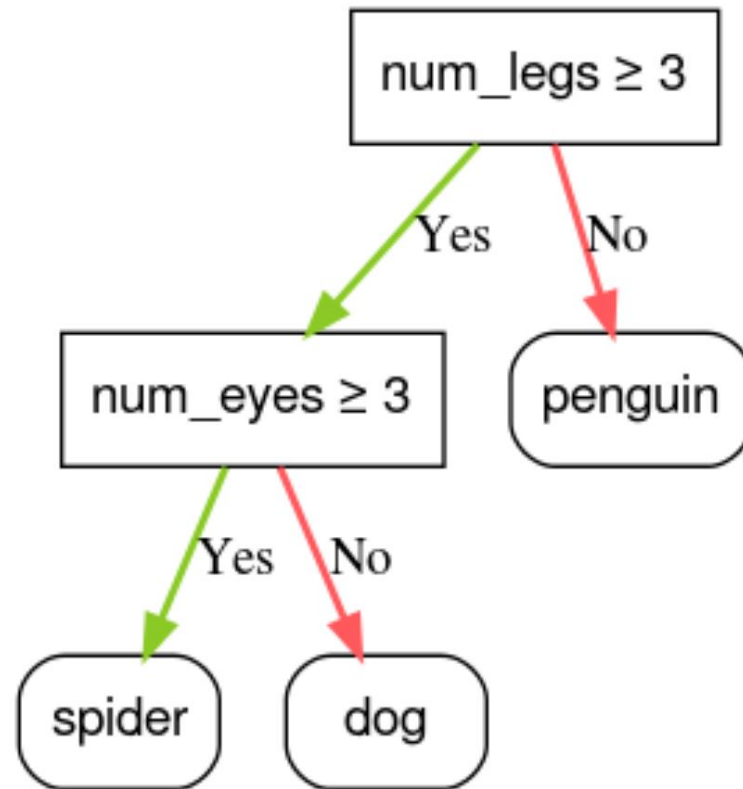 num_legs ≥ 3
Yes
No
num_eyes ≥ 3
penguin
Yes
No
spider
dog